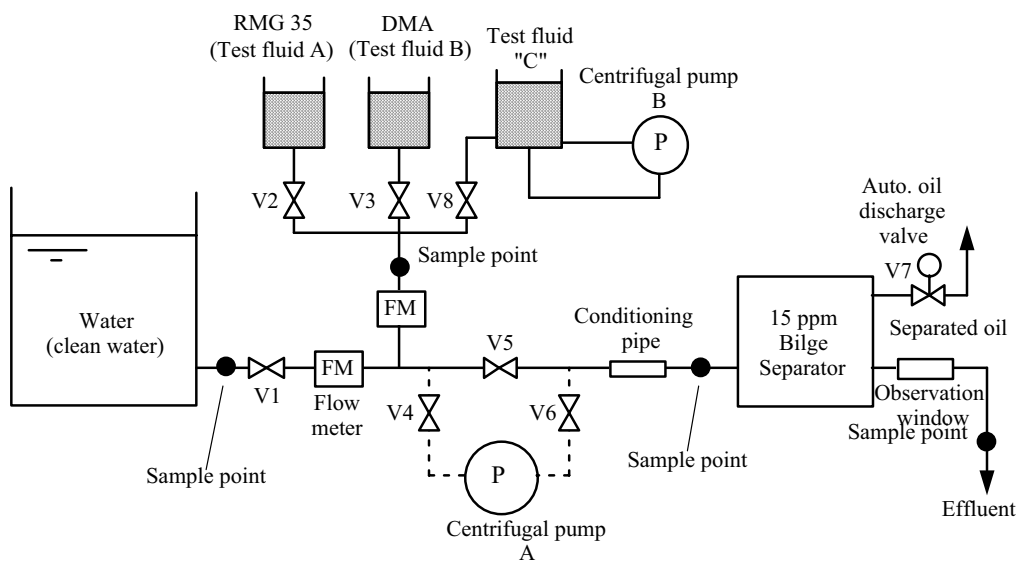 RMG 35
(Test fluid A)
DMA
(Test fluid B)
Test fluid
"C"
Centrifugal pump
B
P
V2
V3
V8
Auto. oil
discharge
valve
V7
Sample point
FM
Water
(clean water)
V1
FM
Flow
meter
V5
Conditioning
pipe
15 ppm
Bilge
Separator
Separated oil
Observation
window
Sample point
V4
V6
Sample point
P
Sample point
Centrifugal pump
A
Effluent